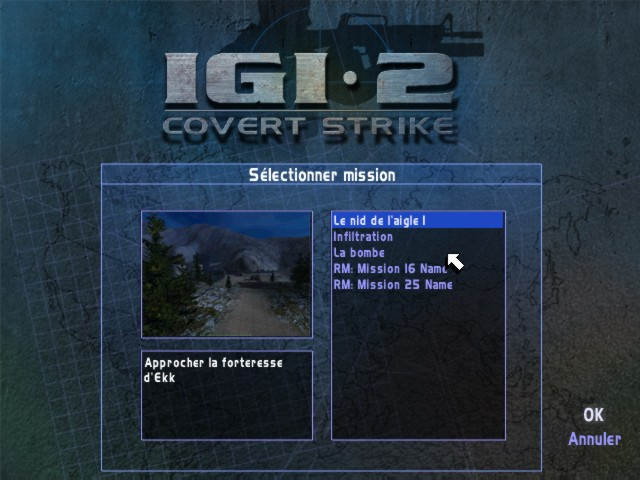 IGI·2
COVERT STRIKE
Sélectionner mission
Le nid de l'aigle I
Infiltration
La bombe
RM: Mission 16 Name
RM: Mission 25 Name
Approcher la forteresse
d'Ekk
OK
Annuler